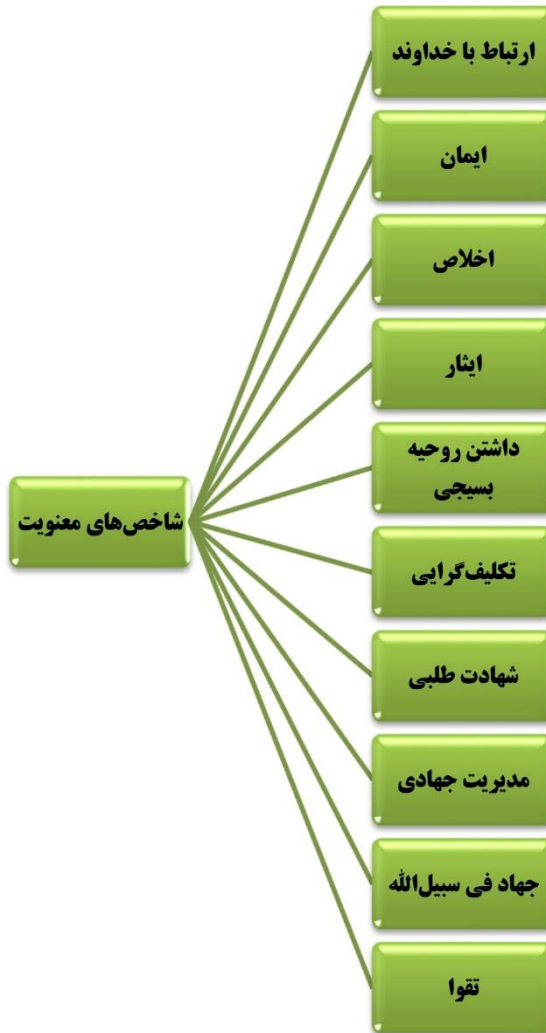 ارتباط با خداوند
ایمان
اخلاص
ایثار
داشتن روحیه
بسیجی
شاخص‌های معنویت
تکلیف‌گرایی
شهادت طلبی
مدیریت جهادی
جهاد فی سبیل‌الله
تقوا